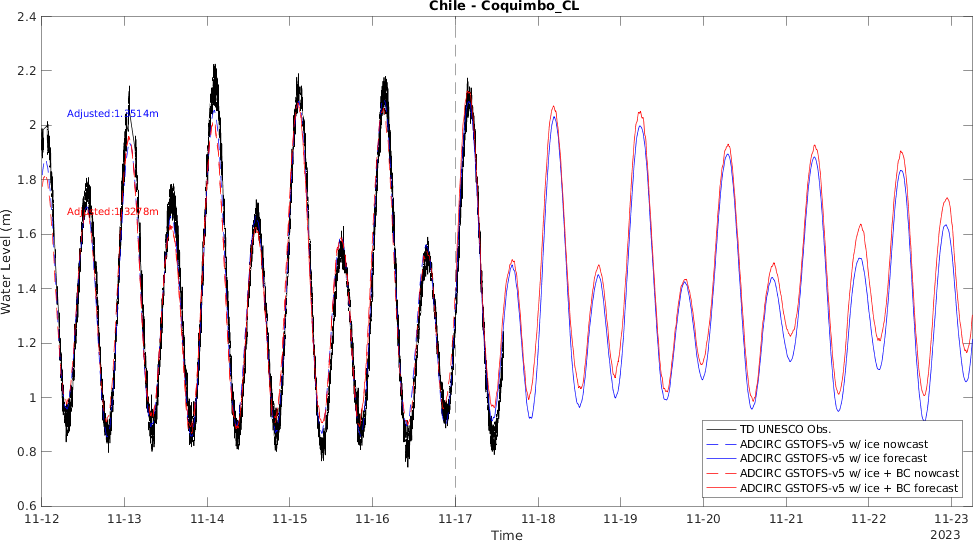 Chile - Coquimbo_CL
2.4
2.2
2
1.8
1.6
1.4
1.2
1
0.8
0.6
Water Level (m)
Adjusted:1.3514m
Adjusted:1.3278m
TD UNESCO Obs.
ADCIRC GSTOFS-v5 w/ ice nowcast
ADCIRC GSTOFS-v5 w/ ice forecast
ADCIRC GSTOFS-v5 w/ ice + BC nowcast
ADCIRC GSTOFS-v5 w/ ice + BC forecast
11-12 11-13 11-14 11-15 11-16 11-17 11-18 11-19 11-20 11-21 11-22 11-23
2023
Time